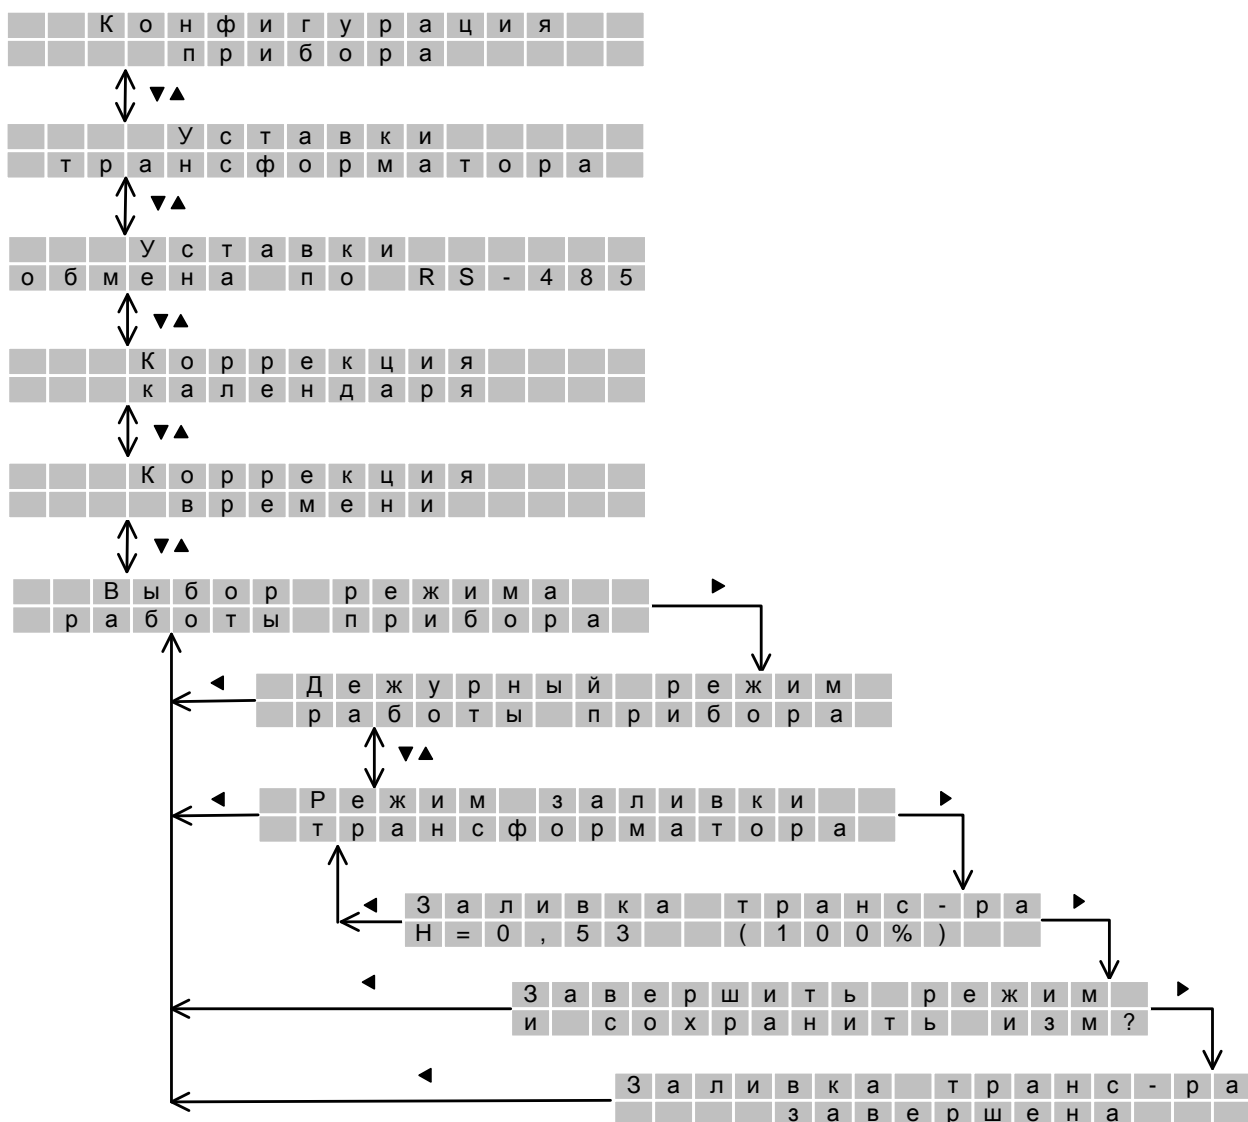 Конфигурация
прибора
▼▲
Уставки
трансформатора
▼▲
Уставки
обмена по RS-485
▼▲
Коррекция
календаря
▼▲
Коррекция
времени
▼▲
Выбор режима
работы прибора
Дежурный режим
работы прибора
▼▲
Режим заливки
трансформатора
Заливка транс-ра
Н=0,53 (100%)
Завершить режим
и сохранить изм?
Заливка транс-ра
завершена